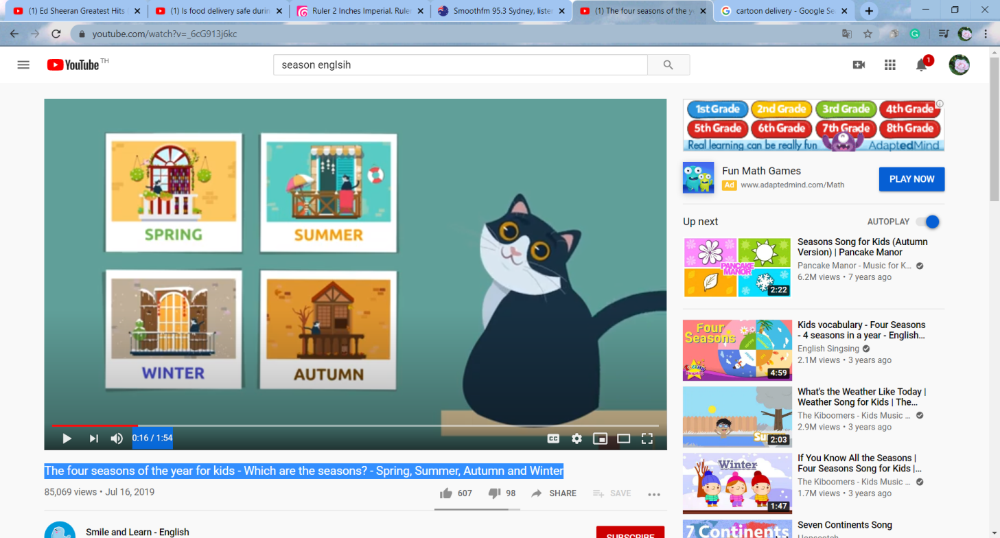 (1) Ed Sheeran Greatest Hits
(1) Is food delivery safe durin
Ruler 2 Inches Imperial. Rule
Smoothfm 95.3 Sydney, liste
(1) The four seasons of the ye
cartoon delivery - Google Se
youtube.com/watch?v=_6cG913j6kc
YouTube TH
season englsih
1
SPRING
SUMMER
WINTER
AUTUMN
0:16 / 1:54
CC
The four seasons of the year for kids - Which are the seasons? - Spring, Summer, Autumn and Winter
85,069 views • Jul 16, 2019
607
98
SHARE
SAVE
Smile and Learn - English
SUBSCRIBE
1st Grade 2nd Grade 3rd Grade 4th Grade
5th Grade 6th Grade 7th Grade 8th Grade
Real learning can be really fun AdaptedMind
Fun Math Games
Ad www.adaptedmind.com/Math
PLAY NOW
Up next
AUTOPLAY
PANCAKE
MANOR
2:22
Seasons Song for Kids (Autumn
Version) | Pancake Manor
Pancake Manor - Music for K...
6.2M views • 7 years ago
Four
Seasons
4:59
Kids vocabulary - Four Seasons
- 4 seasons in a year - English...
English Singsing
2.1M views • 3 years ago
2:03
What's the Weather Like Today |
Weather Song for Kids | The...
The Kiboomers - Kids Music ...
2.9M views • 3 years ago
Winter
1:47
If You Know All the Seasons |
Four Seasons Song for Kids |...
The Kiboomers - Kids Music ...
1.7M views • 3 years ago
7 Continents
Seven Continents Song
Hopscotch